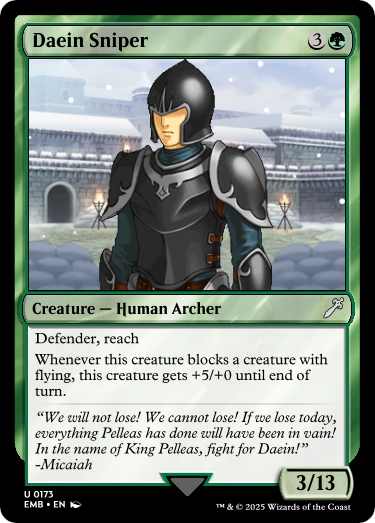 Daein Sniper
3
Creature — Human Archer
Defender, reach
Whenever this creature blocks a creature with
flying, this creature gets +5/+0 until end of
turn.
“We will not lose! We cannot lose! If we lose today,
everything Pelleas has done will have been in vain!
In the name of King Pelleas, fight for Daein!”
-Micaiah
3/13
U 0173
EMB • EN
™ & © 2025 Wizards of the Coast